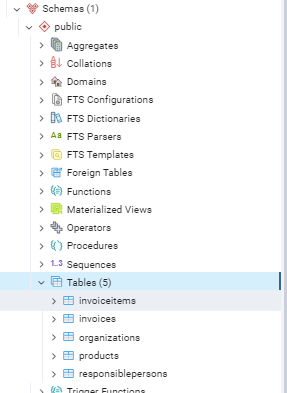 Schemas (1)
public
Aggregates
Collations
Domains
FTS Configurations
FTS Dictionaries
Aa FTS Parsers
FTS Templates
Foreign Tables
Functions
Materialized Views
Operators
Procedures
1..3 Sequences
Tables (5)
invoiceitems
invoices
organizations
products
responsiblepersons
Trigger Functions